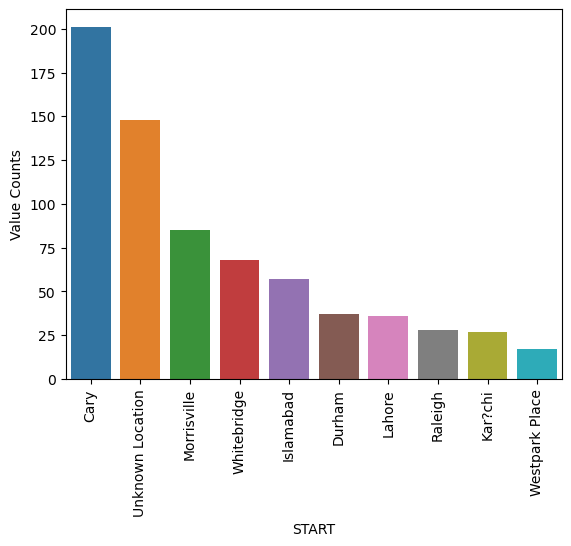 200
175
150
125
100
75
50
25
0
Value Counts
Cary
Unknown Location
Morrisville
Whitebridge
Islamabad
Durham
Lahore
Raleigh
Kar?chi
Westpark Place
START